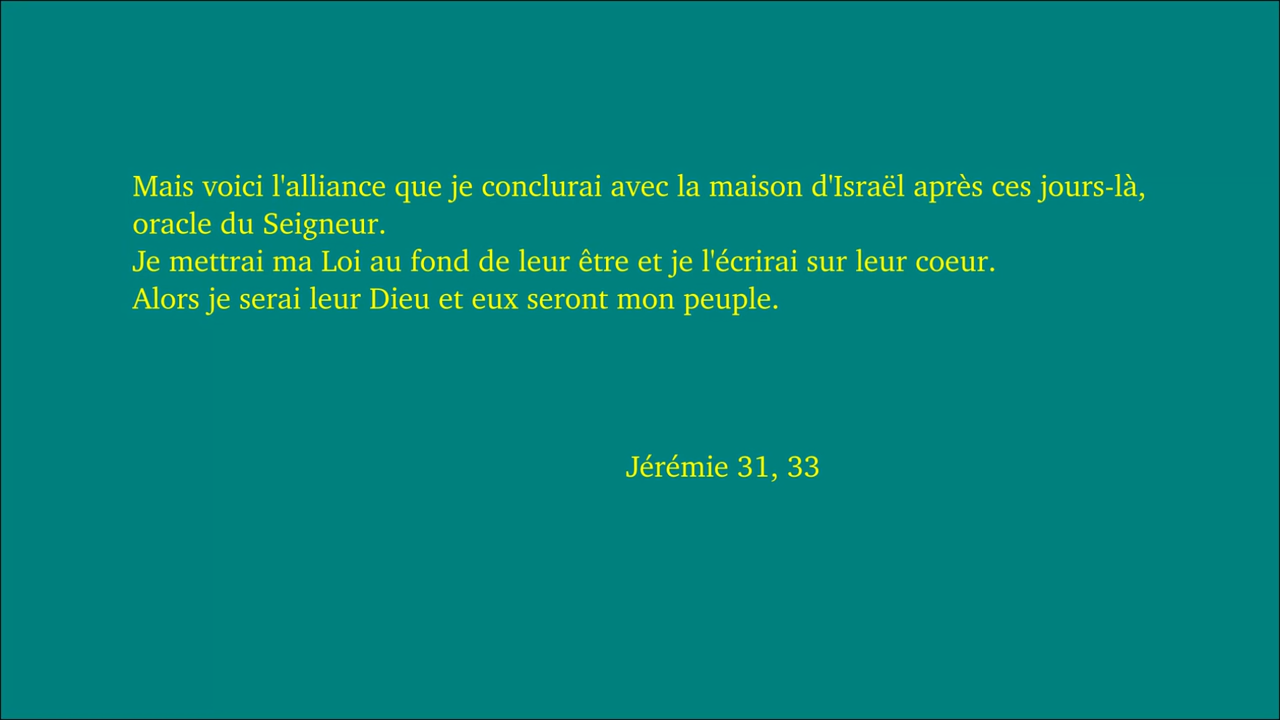 Mais voici l'alliance que je conclurai avec la maison d'Israël après ces jours-là,
oracle du Seigneur.
Je mettrai ma Loi au fond de leur être et je l'écrirai sur leur coeur.
Alors je serai leur Dieu et eux seront mon peuple.
Jérémie 31, 33